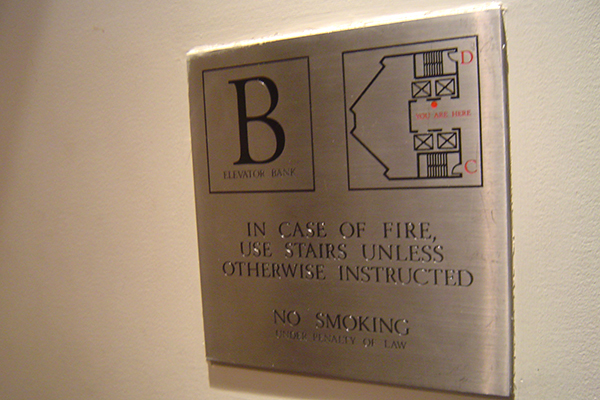 B
ELEVATOR BANK
D
YOU ARE HERE
C
IN CASE OF FIRE,
USE STAIRS UNLESS
OTHERWISE INSTRUCTED
NO SMOKING
UNDER PENALTY OF LAW